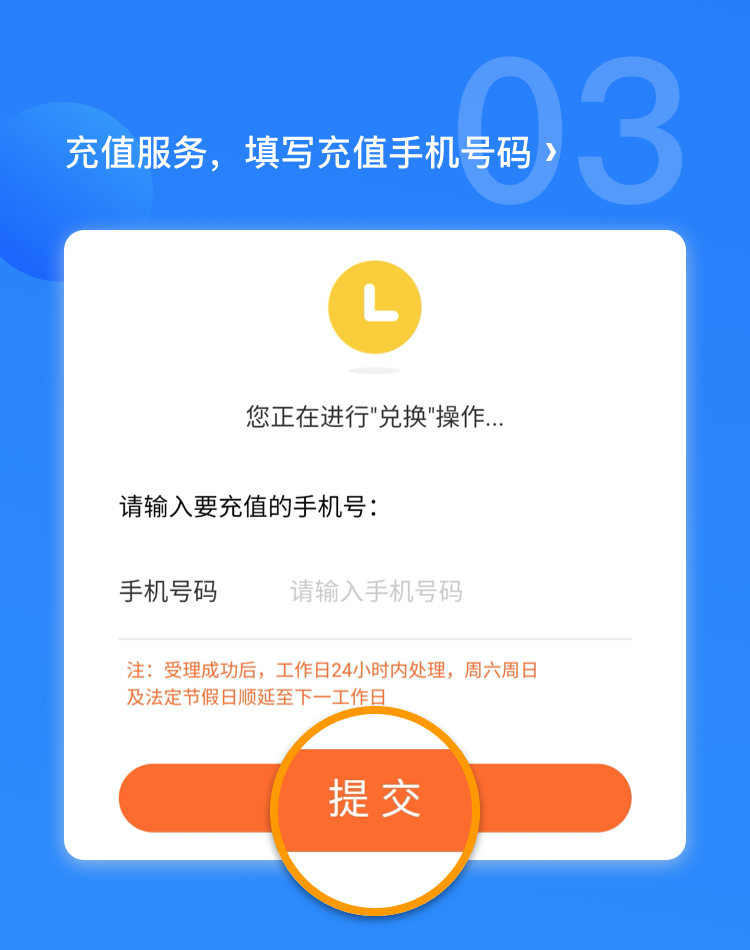 03
充值服务，填写充值手机号码 ›
您正在进行"兑换"操作...
请输入要充值的手机号：
手机号码 请输入手机号码
注：受理成功后，工作日24小时内处理，周六周日
及法定节假日顺延至下一工作日
提交